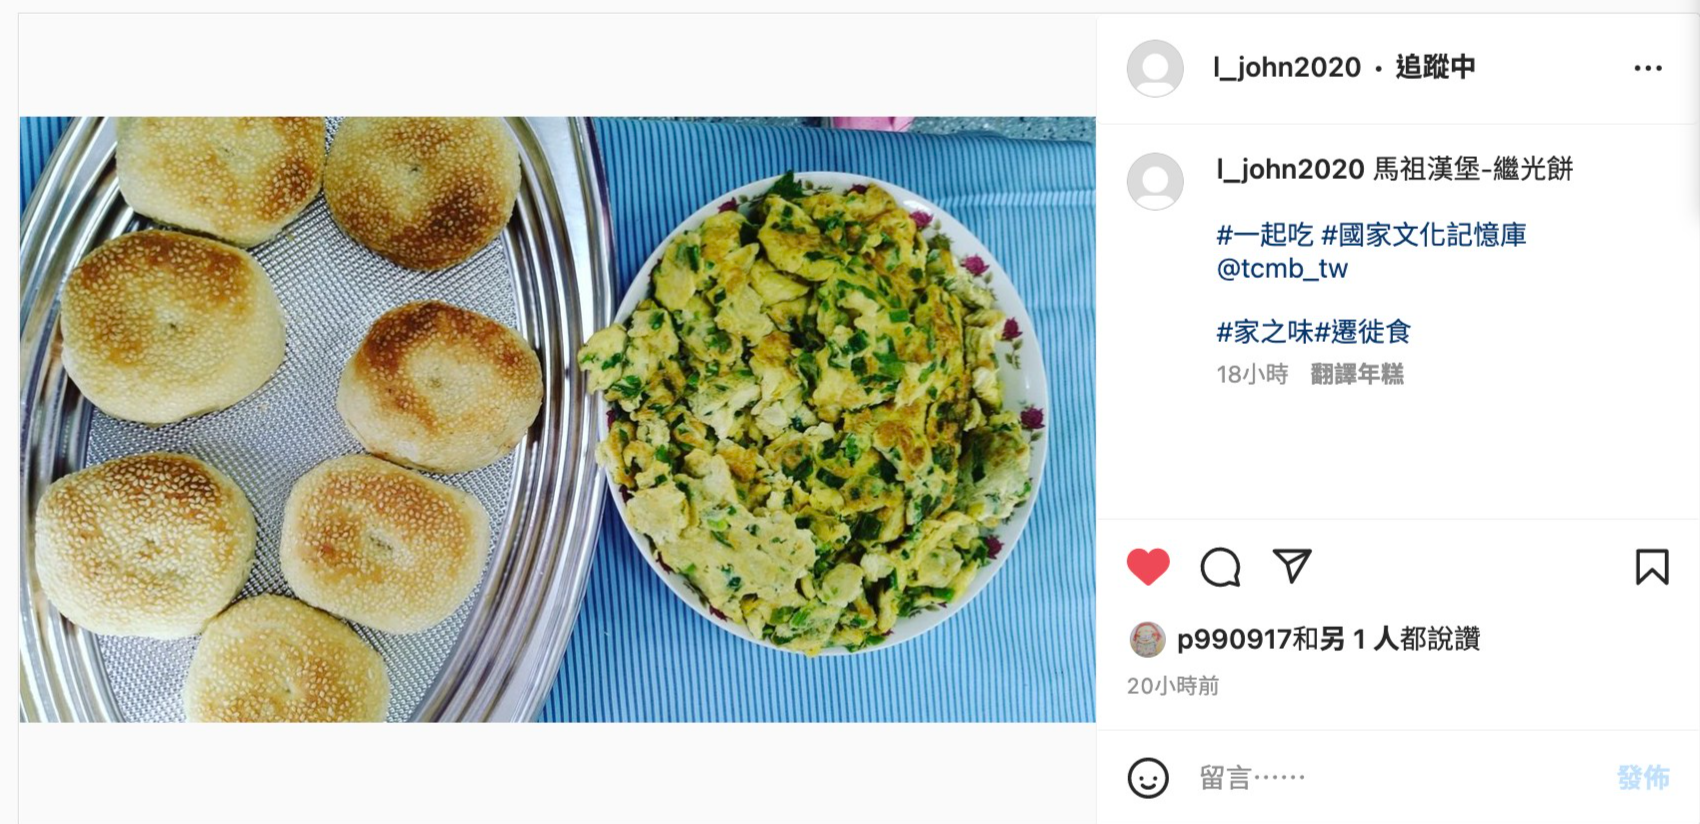 l_john2020 • 追蹤中
l_john2020 馬祖漢堡-繼光餅
#一起吃 #國家文化記憶庫
@tcmb_tw
#家之味#遷徙食
18小時 翻譯年糕
p990917和另 1 人都說讚
20小時前
留言⋯⋯
發佈